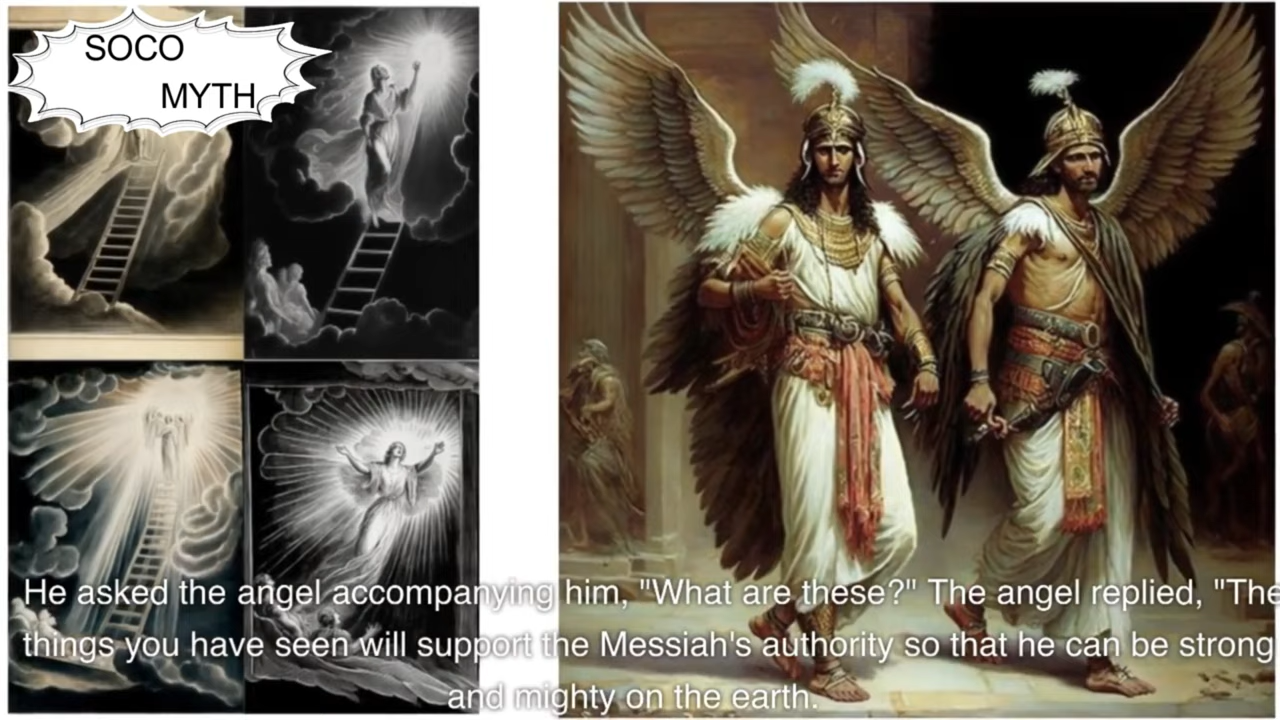 SOCO
MYTH
He asked the angel accompanying him, "What are these?" The angel replied, "The
things you have seen will support the Messiah's authority so that he can be strong
and mighty on the earth.